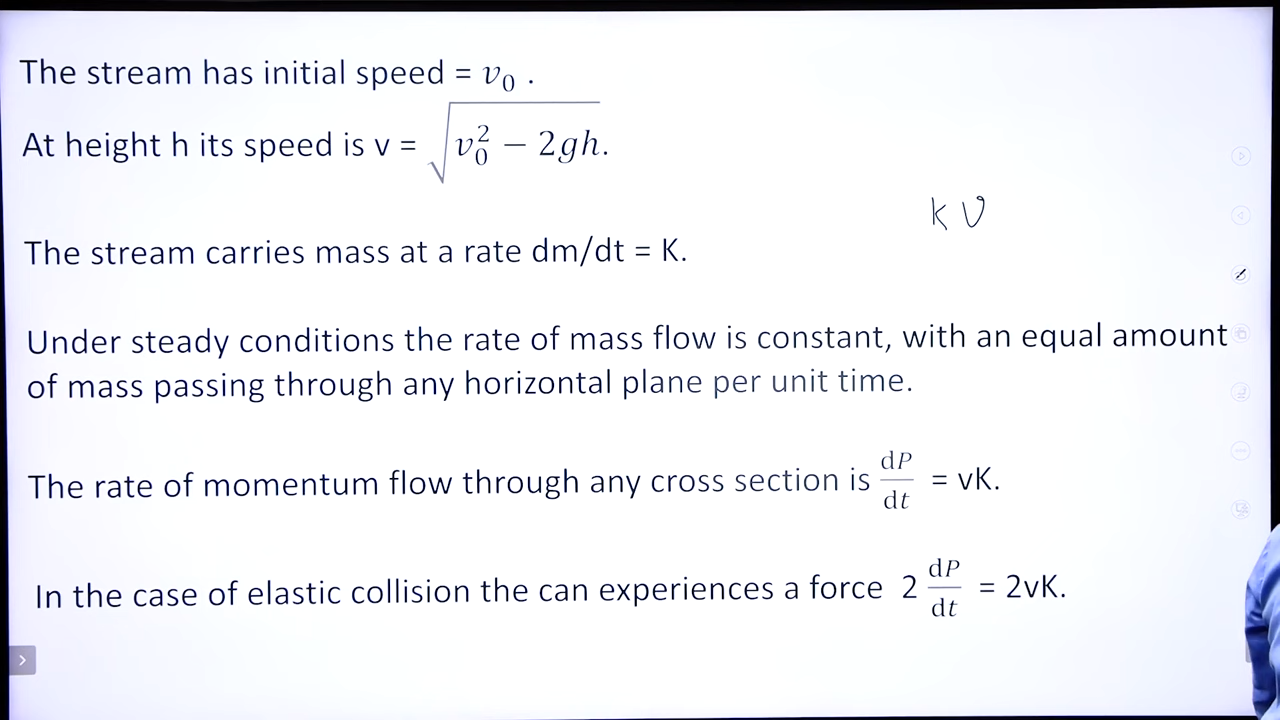 The stream has initial speed = v₀ .
At height h its speed is v = √(v₀² − 2gh).
k v
The stream carries mass at a rate dm/dt = K.
Under steady conditions the rate of mass flow is constant, with an equal amount
of mass passing through any horizontal plane per unit time.
The rate of momentum flow through any cross section is dP/dt = vK.
In the case of elastic collision the can experiences a force 2 dP/dt = 2vK.